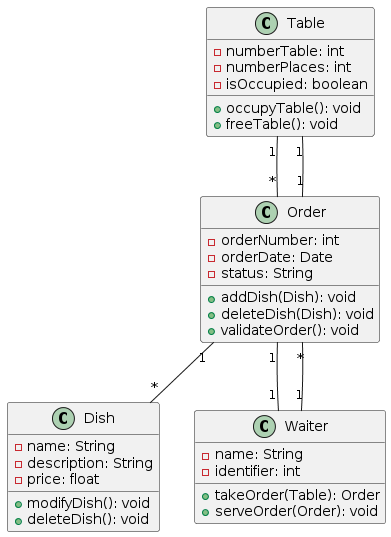 C Table
numberTable: int
numberPlaces: int
isOccupied: boolean
occupyTable(): void
freeTable(): void
1 1
* 1
C Order
orderNumber: int
orderDate: Date
status: String
addDish(Dish): void
deleteDish(Dish): void
validateOrder(): void
1 1 *
* 1 1
C Dish
name: String
description: String
price: float
modifyDish(): void
deleteDish(): void
C Waiter
name: String
identifier: int
takeOrder(Table): Order
serveOrder(Order): void